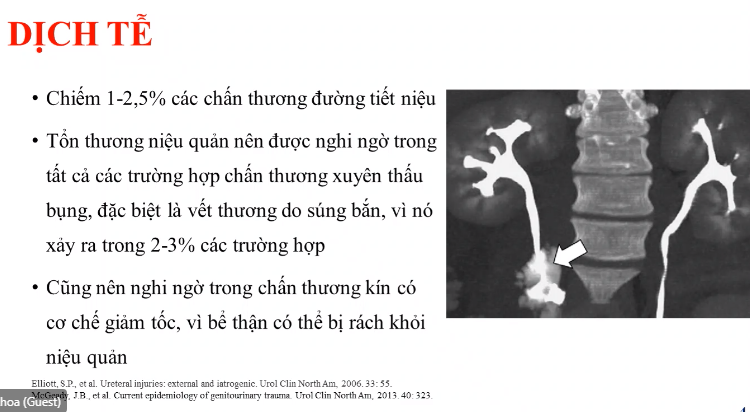 DỊCH TỄ
• Chiếm 1-2,5% các chấn thương đường tiết niệu
• Tổn thương niệu quản nên được nghi ngờ trong
tất cả các trường hợp chấn thương xuyên thấu
bụng, đặc biệt là vết thương do súng bắn, vì nó
xảy ra trong 2-3% các trường hợp
• Cũng nên nghi ngờ trong chấn thương kín có
cơ chế giảm tốc, vì bể thận có thể bị rách khỏi
niệu quản
Elliott, S.P., et al. Ureteral injuries: external and iatrogenic. Urol Clin North Am, 2006. 33: 55.
J.B., et al. Current epidemiology of genitourinary trauma. Urol Clin North Am, 2013. 40: 323.
hoa (Guest)